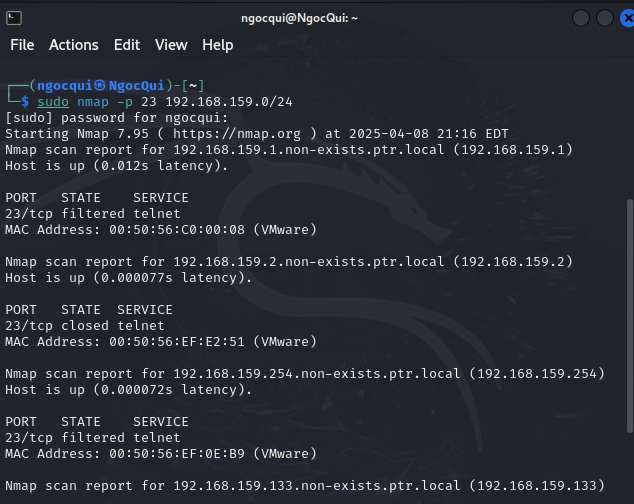 ngocqui@NgocQui: ~
File Actions Edit View Help
┌──(ngocqui㉿NgocQui)-[~]
└─$ sudo nmap -p 23 192.168.159.0/24
[sudo] password for ngocqui:
Starting Nmap 7.95 ( https://nmap.org ) at 2025-04-08 21:16 EDT
Nmap scan report for 192.168.159.1.non-exists.ptr.local (192.168.159.1)
Host is up (0.012s latency).
PORT   STATE    SERVICE
23/tcp filtered telnet
MAC Address: 00:50:56:C0:00:08 (VMware)
Nmap scan report for 192.168.159.2.non-exists.ptr.local (192.168.159.2)
Host is up (0.000077s latency).
PORT   STATE  SERVICE
23/tcp closed telnet
MAC Address: 00:50:56:EF:E2:51 (VMware)
Nmap scan report for 192.168.159.254.non-exists.ptr.local (192.168.159.254)
Host is up (0.000072s latency).
PORT   STATE    SERVICE
23/tcp filtered telnet
MAC Address: 00:50:56:EF:0E:B9 (VMware)
Nmap scan report for 192.168.159.133.non-exists.ptr.local (192.168.159.133)